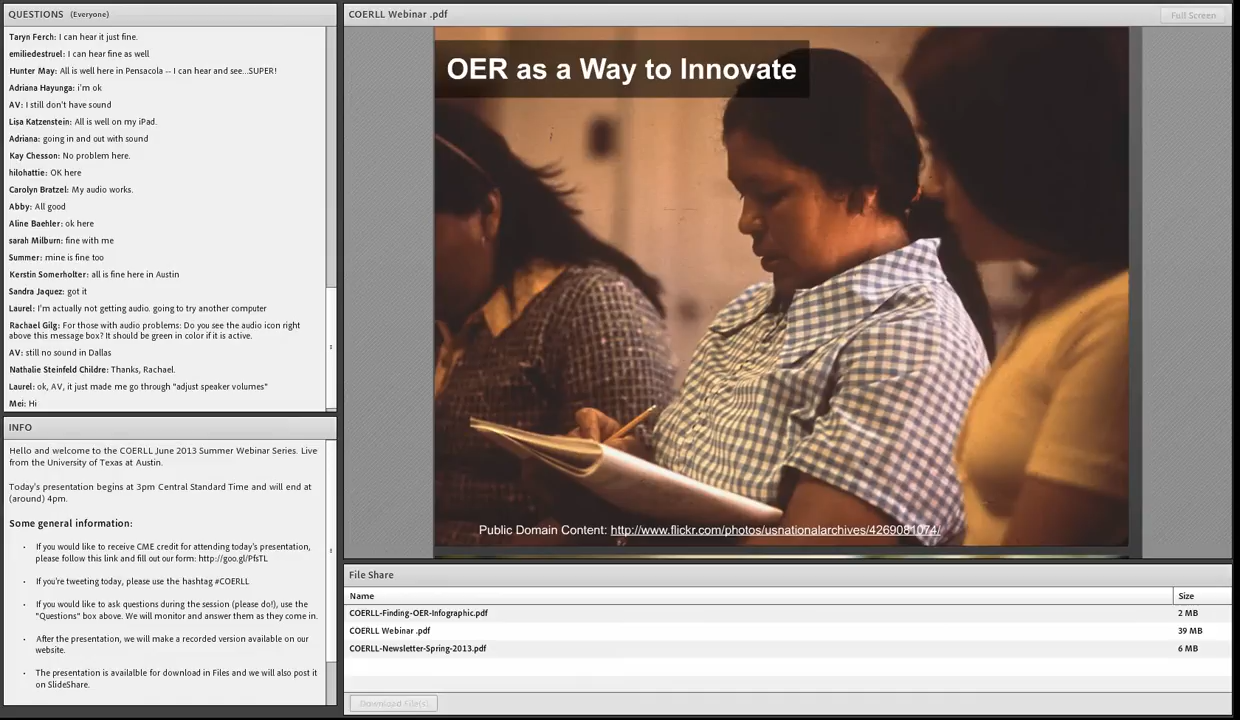 QUESTIONS (Everyone)
Taryn Ferch: I can hear it just fine.
emiliedestruel: I can hear fine as well
Hunter May: All is well here in Pensacola -- I can hear and see...SUPER!
Adriana Hayunga: i'm ok
AV: I still don't have sound
Lisa Katzenstein: All is well on my iPad.
Adriana: going in and out with sound
Kay Chesson: No problem here.
hilohattie: OK here
Carolyn Bratzel: My audio works.
Abby: All good
Aline Baehler: ok here
sarah Milburn: fine with me
Summer: mine is fine too
Kerstin Somerholter: all is fine here in Austin
Sandra Jaquez: got it
Laurel: I'm actually not getting audio. going to try another computer
Rachael Gilg: For those with audio problems: Do you see the audio icon right
above this message box? It should be green in color if it is active.
AV: still no sound in Dallas
Nathalie Steinfeld Childre: Thanks, Rachael.
Laurel: ok, AV, it just made me go through "adjust speaker volumes"
Mei: Hi
INFO
Hello and welcome to the COERLL June 2013 Summer Webinar Series. Live
from the University of Texas at Austin.
Today's presentation begins at 3pm Central Standard Time and will end at
(around) 4pm.
Some general information:
· If you would like to receive CME credit for attending today's presentation,
please follow this link and fill out our form: http://goo.gl/PfsTL
· If you're tweeting today, please use the hashtag #COERLL
· If you would like to ask questions during the session (please do!), use the
"Questions" box above. We will monitor and answer them as they come in.
· After the presentation, we will make a recorded version available on our
website.
· The presentation is availalble for download in Files and we will also post it
on SlideShare.
COERLL Webinar .pdf
Full Screen
OER as a Way to Innovate
Public Domain Content: http://www.flickr.com/photos/usnationalarchives/4269081074/
File Share
Name Size
COERLL-Finding-OER-Infographic.pdf 2 MB
COERLL Webinar .pdf 39 MB
COERLL-Newsletter-Spring-2013.pdf 6 MB
Download File(s)